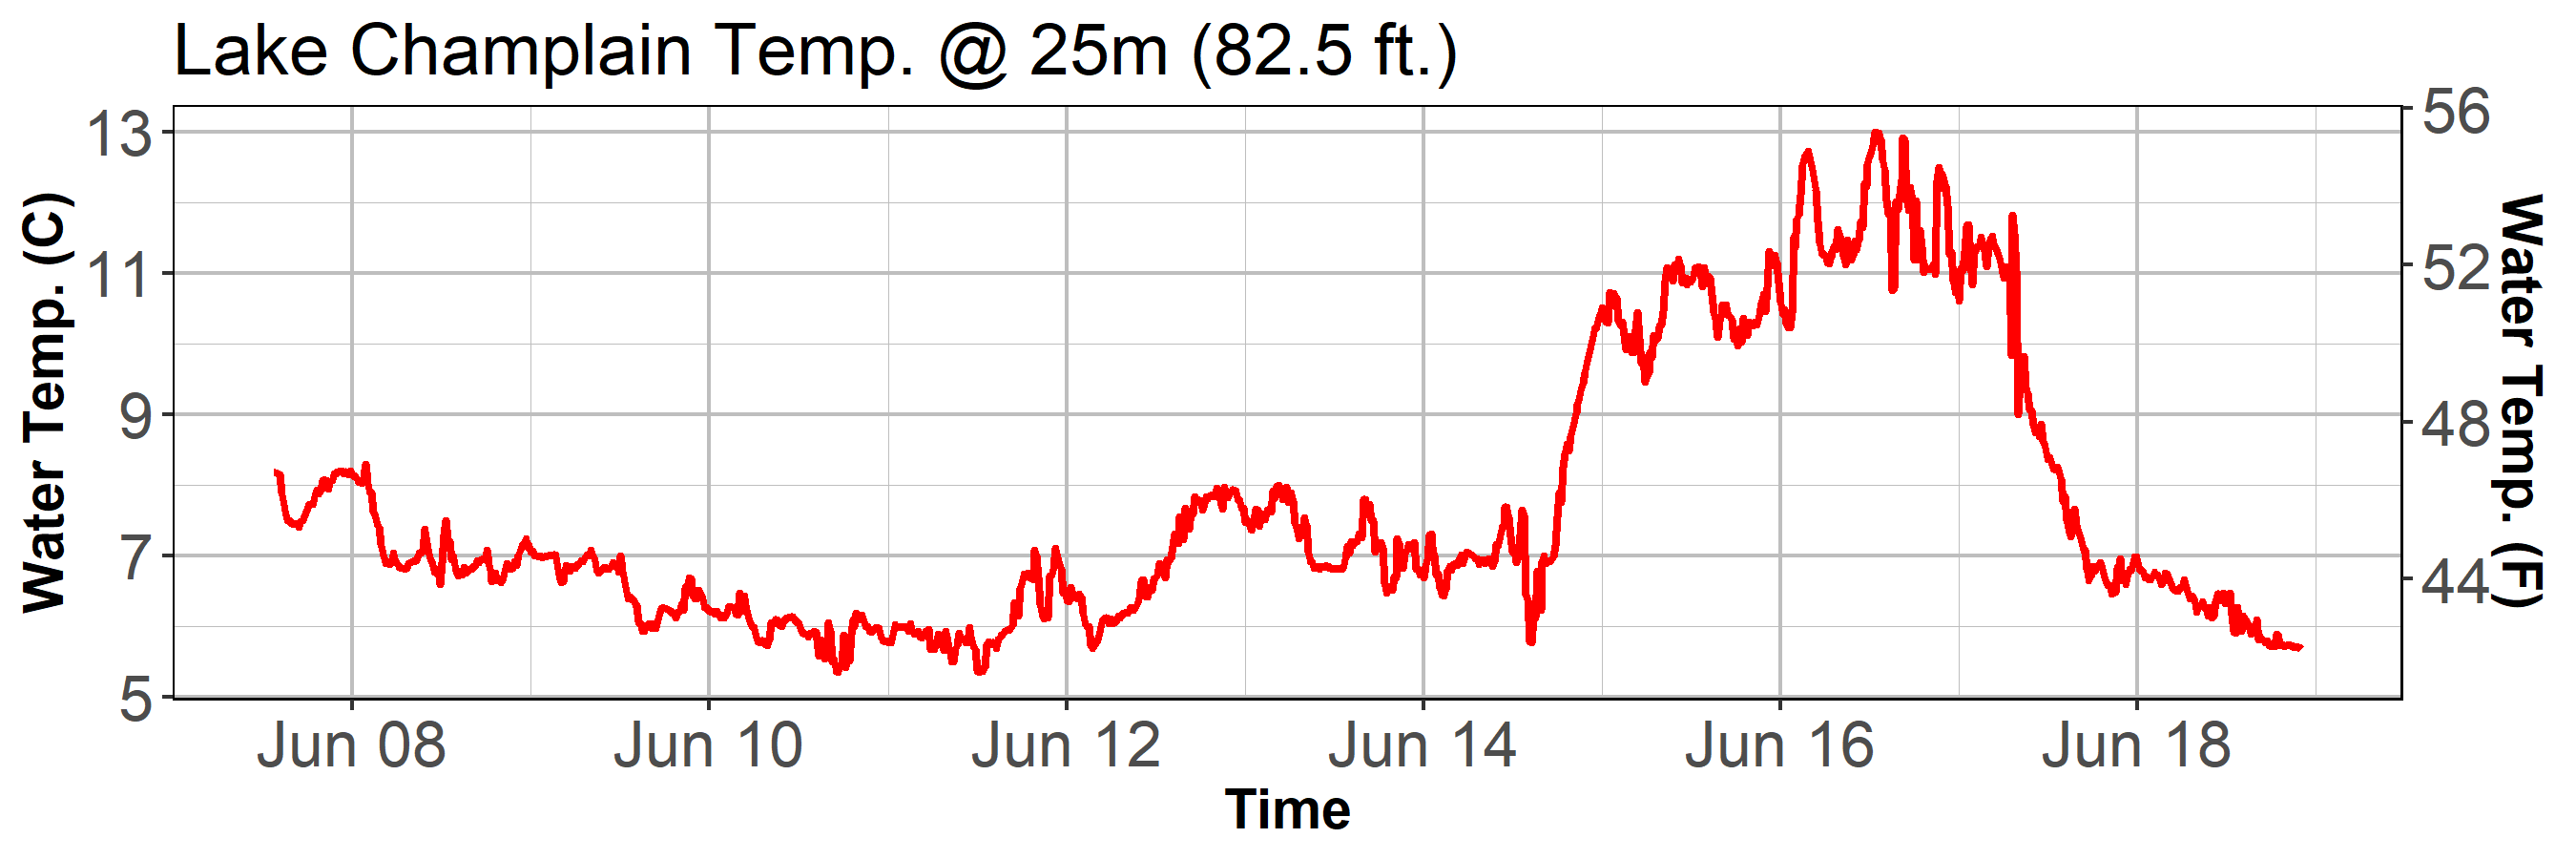 Lake Champlain Temp. @ 25m (82.5 ft.)
Water Temp. (C)
13
11
9
7
5
56
52
48
44
Water Temp. (F)
Jun 08 Jun 10 Jun 12 Jun 14 Jun 16 Jun 18
Time